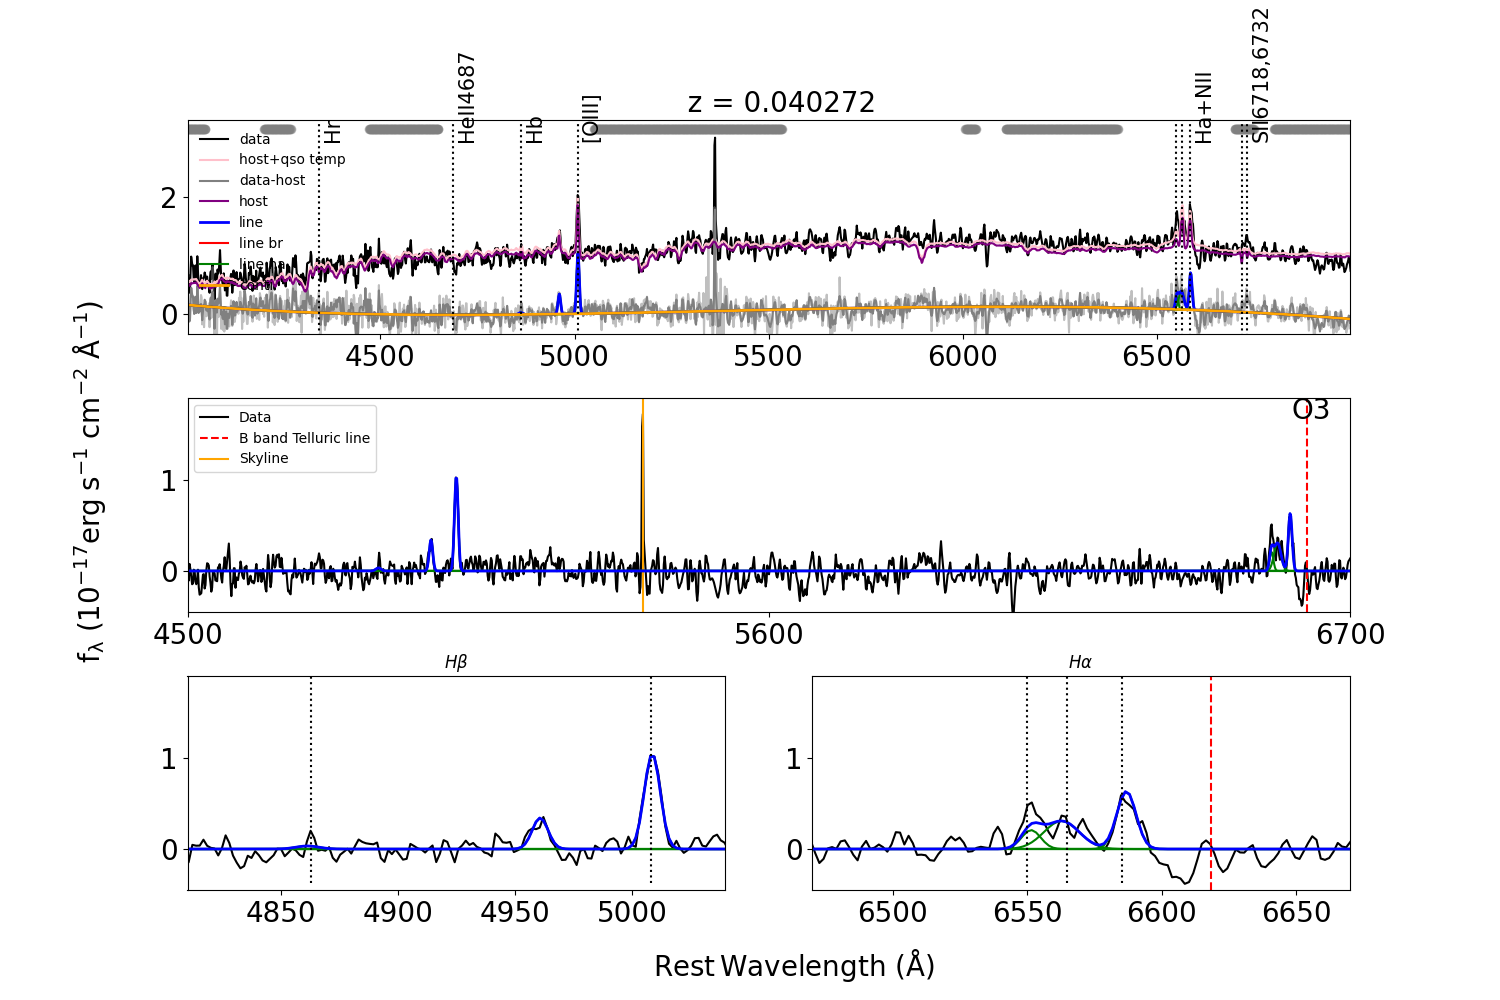 z = 0.040272
Hr
HeII4687
Hb
[OIII]
Ha+NII
SII6718,6732
data
host+qso temp
data-host
host
line
line br
line na
2
0
4500 5000 5500 6000 6500
f_λ (10⁻¹⁷erg s⁻¹ cm⁻² Å⁻¹)
Data
B band Telluric line
Skyline
O3
1
0
4500 5600 6700
Hβ
1
0
4850 4900 4950 5000
Hα
1
0
6500 6550 6600 6650
Rest Wavelength (Å)